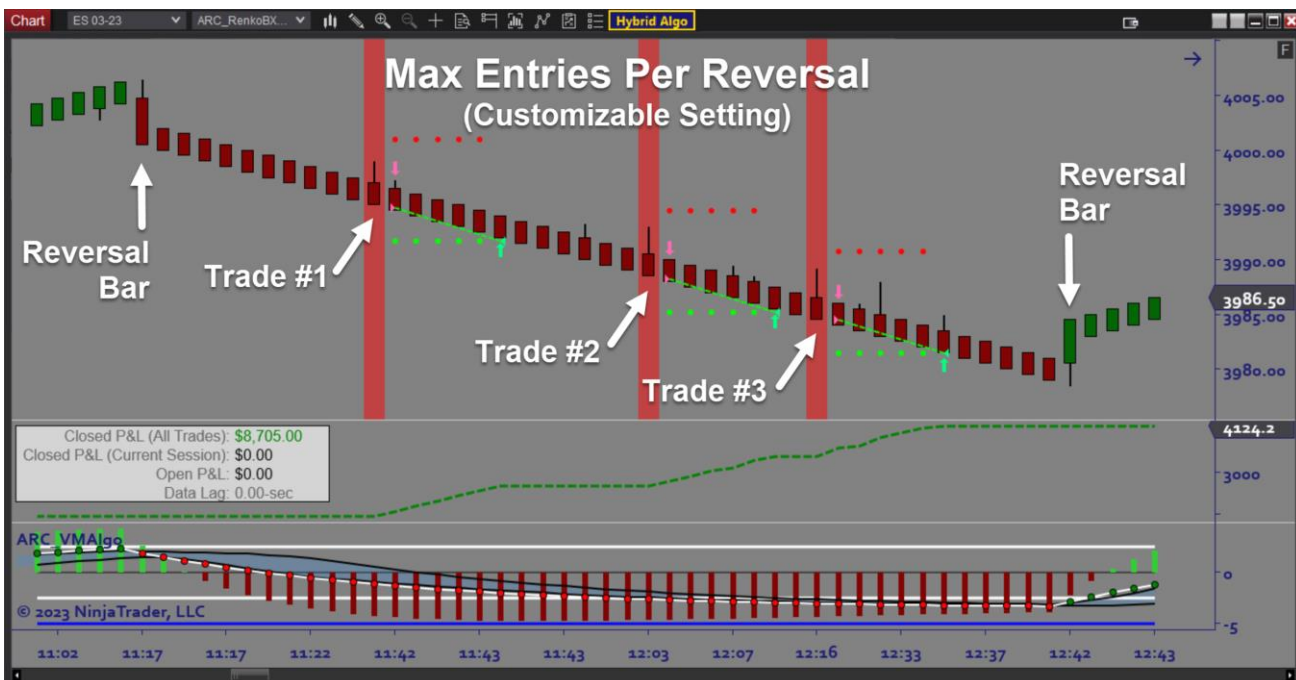 Chart ES 03-23 ARC_RenkoBX... Hybrid Algo
F
Max Entries Per Reversal
(Customizable Setting)
Reversal
Bar
Trade #1
Trade #2
Trade #3
Reversal
Bar
4005.00
4000.00
3995.00
3990.00
3986.50
3985.00
3980.00
Closed P&L (All Trades): $8,705.00
Closed P&L (Current Session): $0.00
Open P&L: $0.00
Data Lag: 0.00-sec
4124.2
3000
ARC_VMAlgo
© 2023 NinjaTrader, LLC
0
-5
11:02 11:17 11:17 11:22 11:42 11:43 11:43 12:03 12:07 12:16 12:33 12:37 12:42 12:43